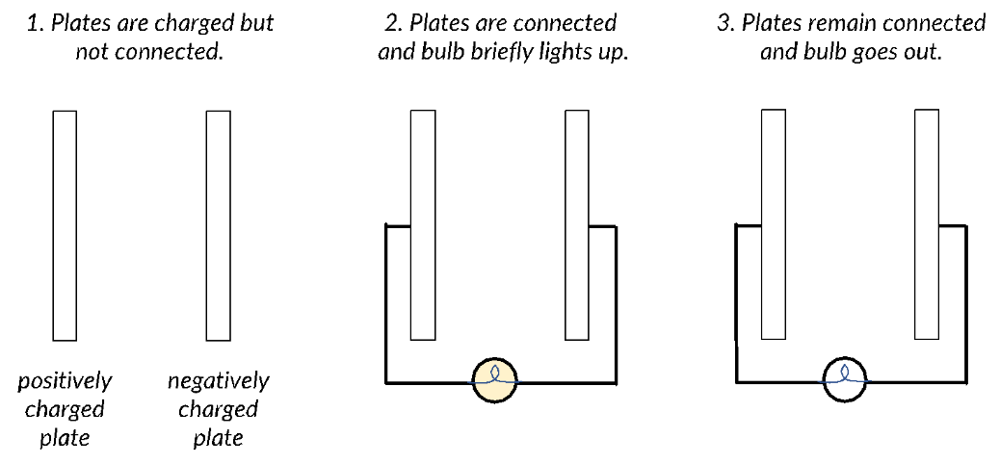 1. Plates are charged but
not connected.
2. Plates are connected
and bulb briefly lights up.
3. Plates remain connected
and bulb goes out.
positively
charged
plate
negatively
charged
plate